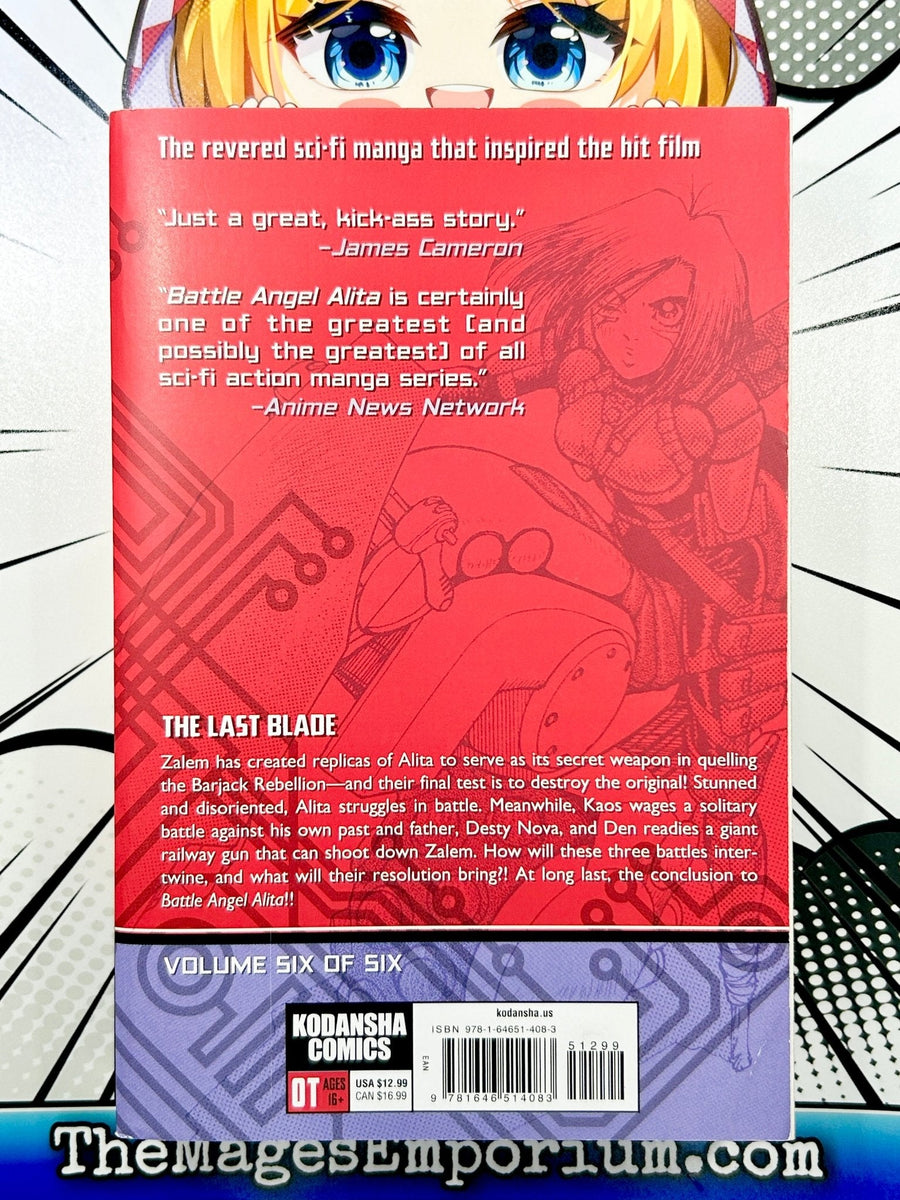 The revered sci-fi manga that inspired the hit film
“Just a great, kick-ass story.”
–James Cameron
“Battle Angel Alita is certainly
one of the greatest [and
possibly the greatest] of all
sci-fi action manga series.”
–Anime News Network
THE LAST BLADE
Zalem has created replicas of Alita to serve as its secret weapon in quelling
the Barjack Rebellion—and their final test is to destroy the original! Stunned
and disoriented, Alita struggles in battle. Meanwhile, Kaos wages a solitary
battle against his own past and father, Desty Nova, and Den readies a giant
railway gun that can shoot down Zalem. How will these three battles inter-
twine, and what will their resolution bring?! At long last, the conclusion to
Battle Angel Alita!!
VOLUME SIX OF SIX
KODANSHA
COMICS
OT AGES
16+
USA $12.99
CAN $16.99
kodansha.us
ISBN 978-1-64651-408-3
EAN
51299
9 781646 514083
TheMagesEmporium.com